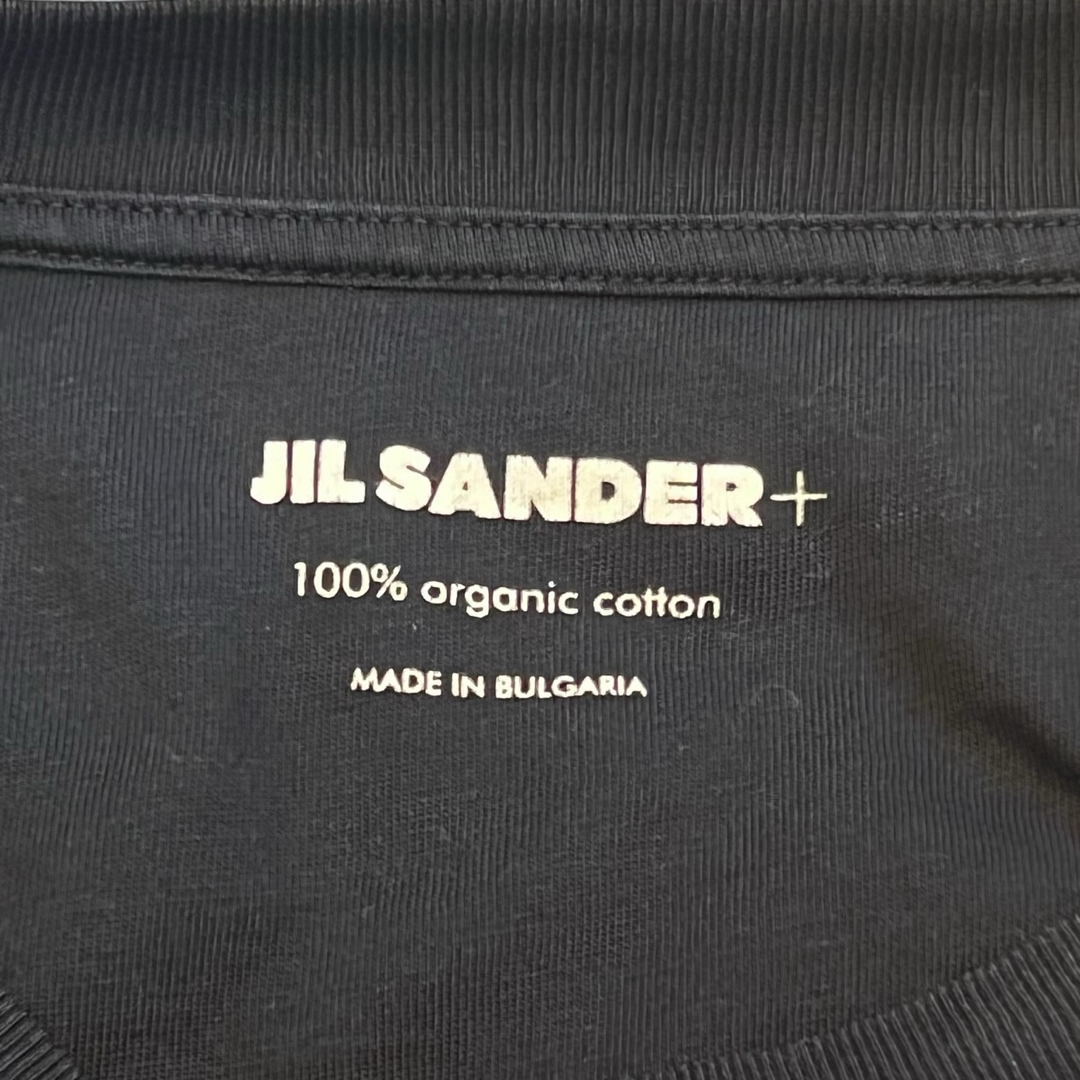 JIL SANDER+
100% organic cotton
MADE IN BULGARIA